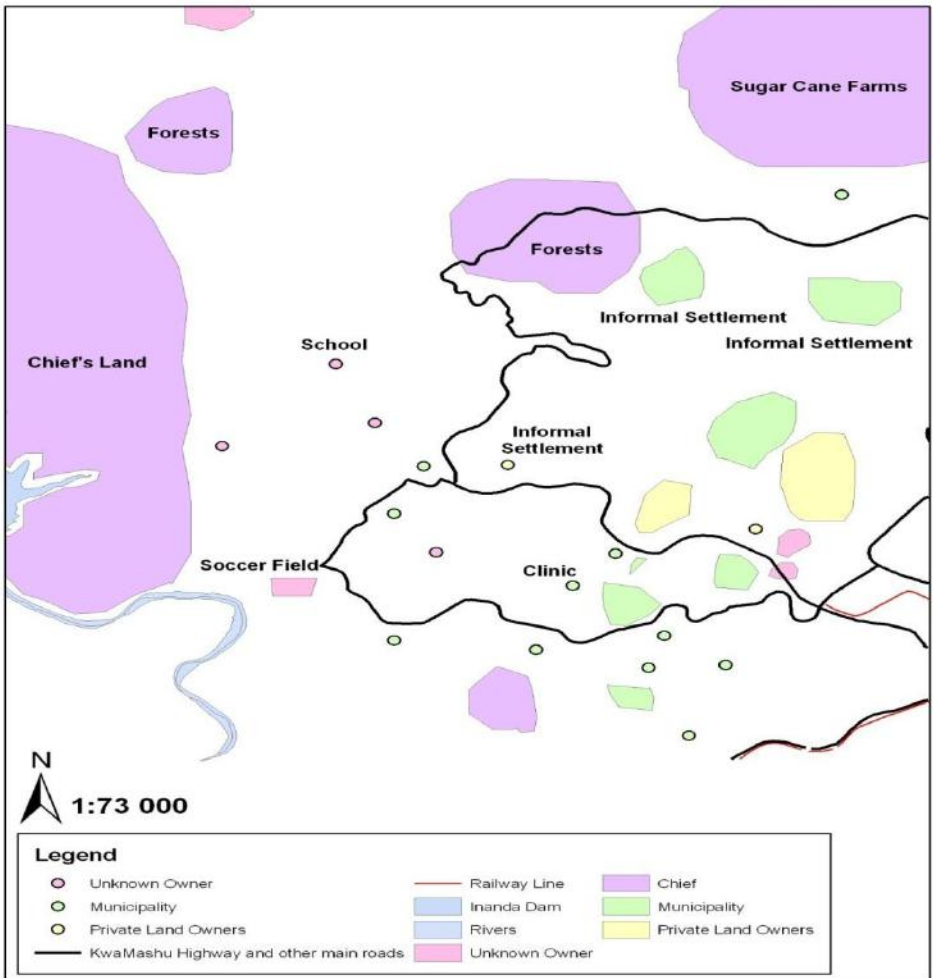 Sugar Cane Farms
Forests
Forests
Informal Settlement
Informal Settlement
School
Chief's Land
Informal
Settlement
Soccer Field
Clinic
N
1:73 000
Legend
Unknown Owner
Municipality
Private Land Owners
KwaMashu Highway and other main roads
Railway Line
Inanda Dam
Rivers
Unknown Owner
Chief
Municipality
Private Land Owners